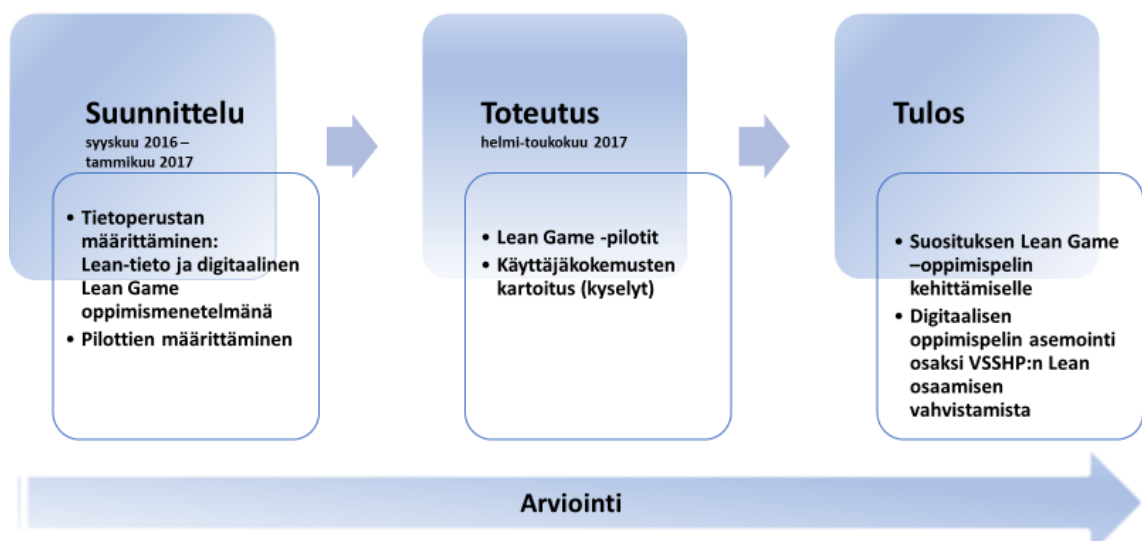 Suunnittelu
syyskuu 2016 –
tammikuu 2017
• Tietoperustan
määrittäminen:
Lean-tieto ja digitaalinen
Lean Game
oppimismenetelmänä
• Pilottien määrittäminen
Toteutus
helmi-toukokuu 2017
• Lean Game -pilotit
• Käyttäjäkokemusten
kartoitus (kyselyt)
Tulos
• Suosituksen Lean Game
–oppimispelin
kehittämiselle
• Digitaalisen
oppimispelin asemointi
osaksi VSSHP:n Lean
osaamisen
vahvistamista
Arviointi